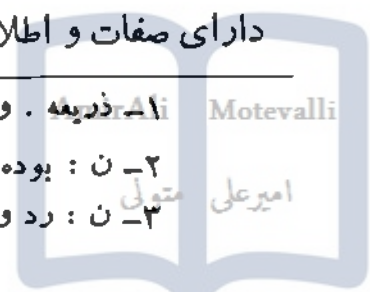 دارای صفات و اطلا
۱ـ ذریعه . و
AmirAli Motevalli
۲ـ ن : بوده
امیرعلی متولی
۳ـ ن : رد و